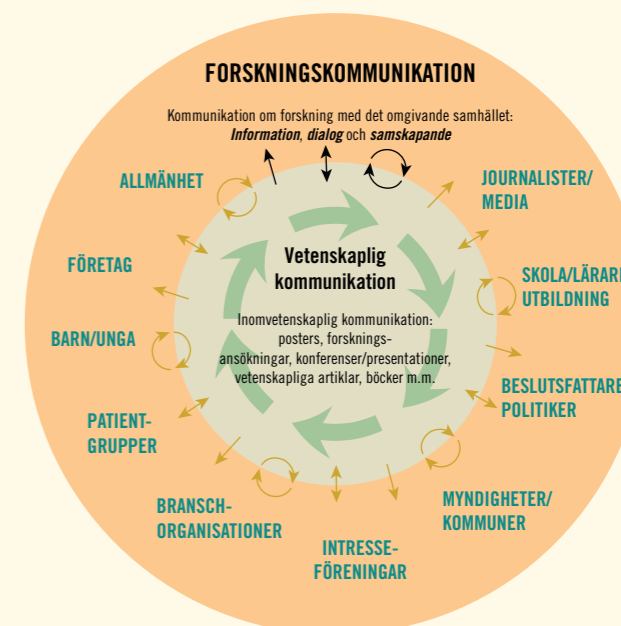 FORSKNINGSKOMMUNIKATION
Kommunikation om forskning med det omgivande samhället:
Information, dialog och samskapande
ALLMÄNHET
JOURNALISTER/
MEDIA
Vetenskaplig
kommunikation
FÖRETAG
SKOLA/LÄRAR
UTBILDNING
Inomvetenskaplig kommunikation:
posters, forsknings-
ansökningar, konferenser/presentationer,
vetenskapliga artiklar, böcker m.m.
BARN/UNGA
BESLUTSFATTARE
POLITIKER
PATIENT-
GRUPPER
MYNDIGHETER/
KOMMUNER
BRANSCH-
ORGANISATIONER
INTRESSE-
FÖRENINGAR